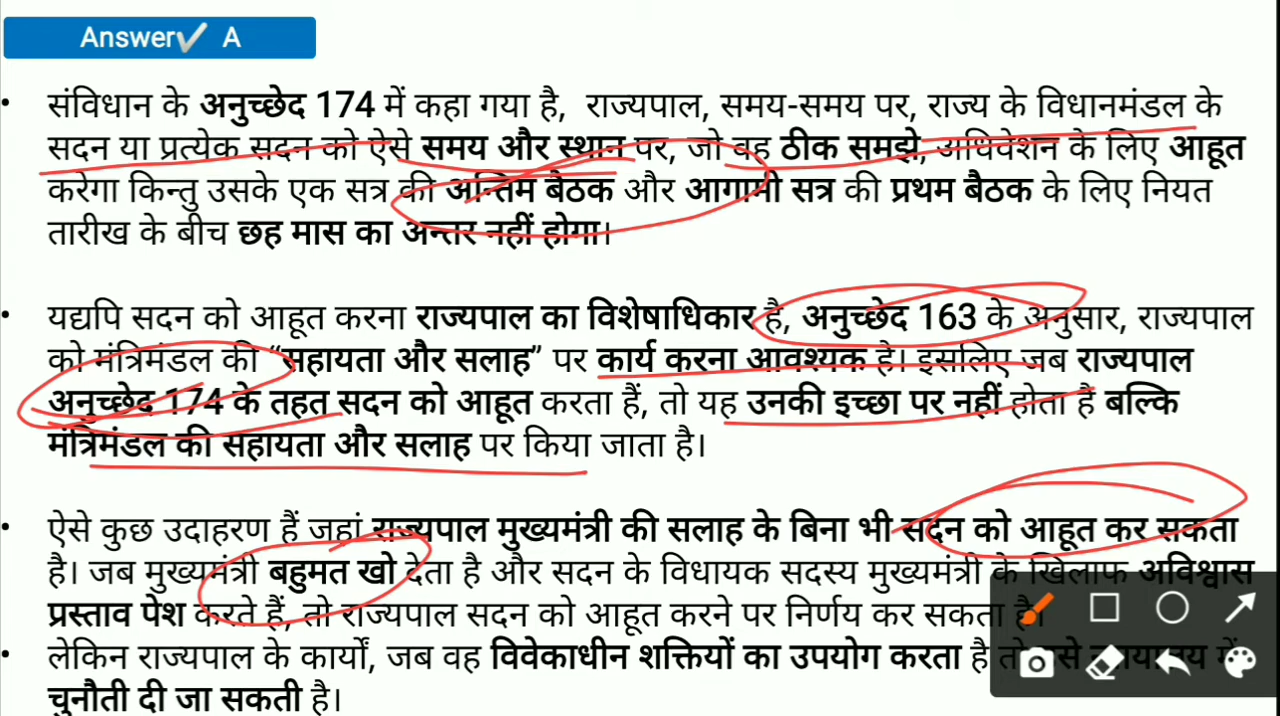 Answer✓ A
• संविधान के अनुच्छेद 174 में कहा गया है, राज्यपाल, समय-समय पर, राज्य के विधानमंडल के
सदन या प्रत्येक सदन को ऐसे समय और स्थान पर, जो वह ठीक समझे, अधिवेशन के लिए आहूत
करेगा किन्तु उसके एक सत्र की अन्तिम बैठक और आगामी सत्र की प्रथम बैठक के लिए नियत
तारीख के बीच छह मास का अन्तर नहीं होगा।
• यद्यपि सदन को आहूत करना राज्यपाल का विशेषाधिकार है, अनुच्छेद 163 के अनुसार, राज्यपाल
को मंत्रिमंडल की “सहायता और सलाह” पर कार्य करना आवश्यक है। इसलिए जब राज्यपाल
अनुच्छेद 174 के तहत सदन को आहूत करता हैं, तो यह उनकी इच्छा पर नहीं होता है बल्कि
मंत्रिमंडल की सहायता और सलाह पर किया जाता है।
• ऐसे कुछ उदाहरण हैं जहां राज्यपाल मुख्यमंत्री की सलाह के बिना भी सदन को आहूत कर सकता
है। जब मुख्यमंत्री बहुमत खो देता है और सदन के विधायक सदस्य मुख्यमंत्री के खिलाफ अविश्वास
प्रस्ताव पेश करते हैं, तो राज्यपाल सदन को आहूत करने पर निर्णय कर सकता है।
• लेकिन राज्यपाल के कार्यों, जब वह विवेकाधीन शक्तियों का उपयोग करता है तो में
चुनौती दी जा सकती है।